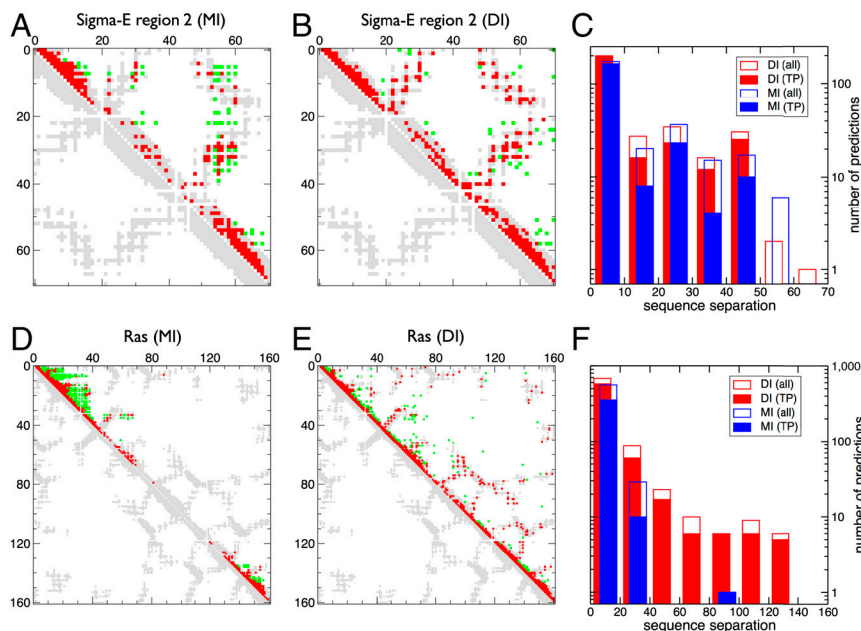 A
Sigma-E region 2 (MI)
0 20 40 60
0
20
40
60
B
Sigma-E region 2 (DI)
0 20 40 60
0
20
40
60
C
DI (all)
DI (TP)
MI (all)
MI (TP)
100
10
1
number of predictions
0 10 20 30 40 50 60 70
sequence separation
D
Ras (MI)
0 40 80 120 160
0
40
80
120
160
E
Ras (DI)
0 40 80 120 160
0
40
80
120
160
F
DI (all)
DI (TP)
MI (all)
MI (TP)
1,000
100
10
1
number of predicions
0 20 40 60 80 100 120 140 160
sequence separation